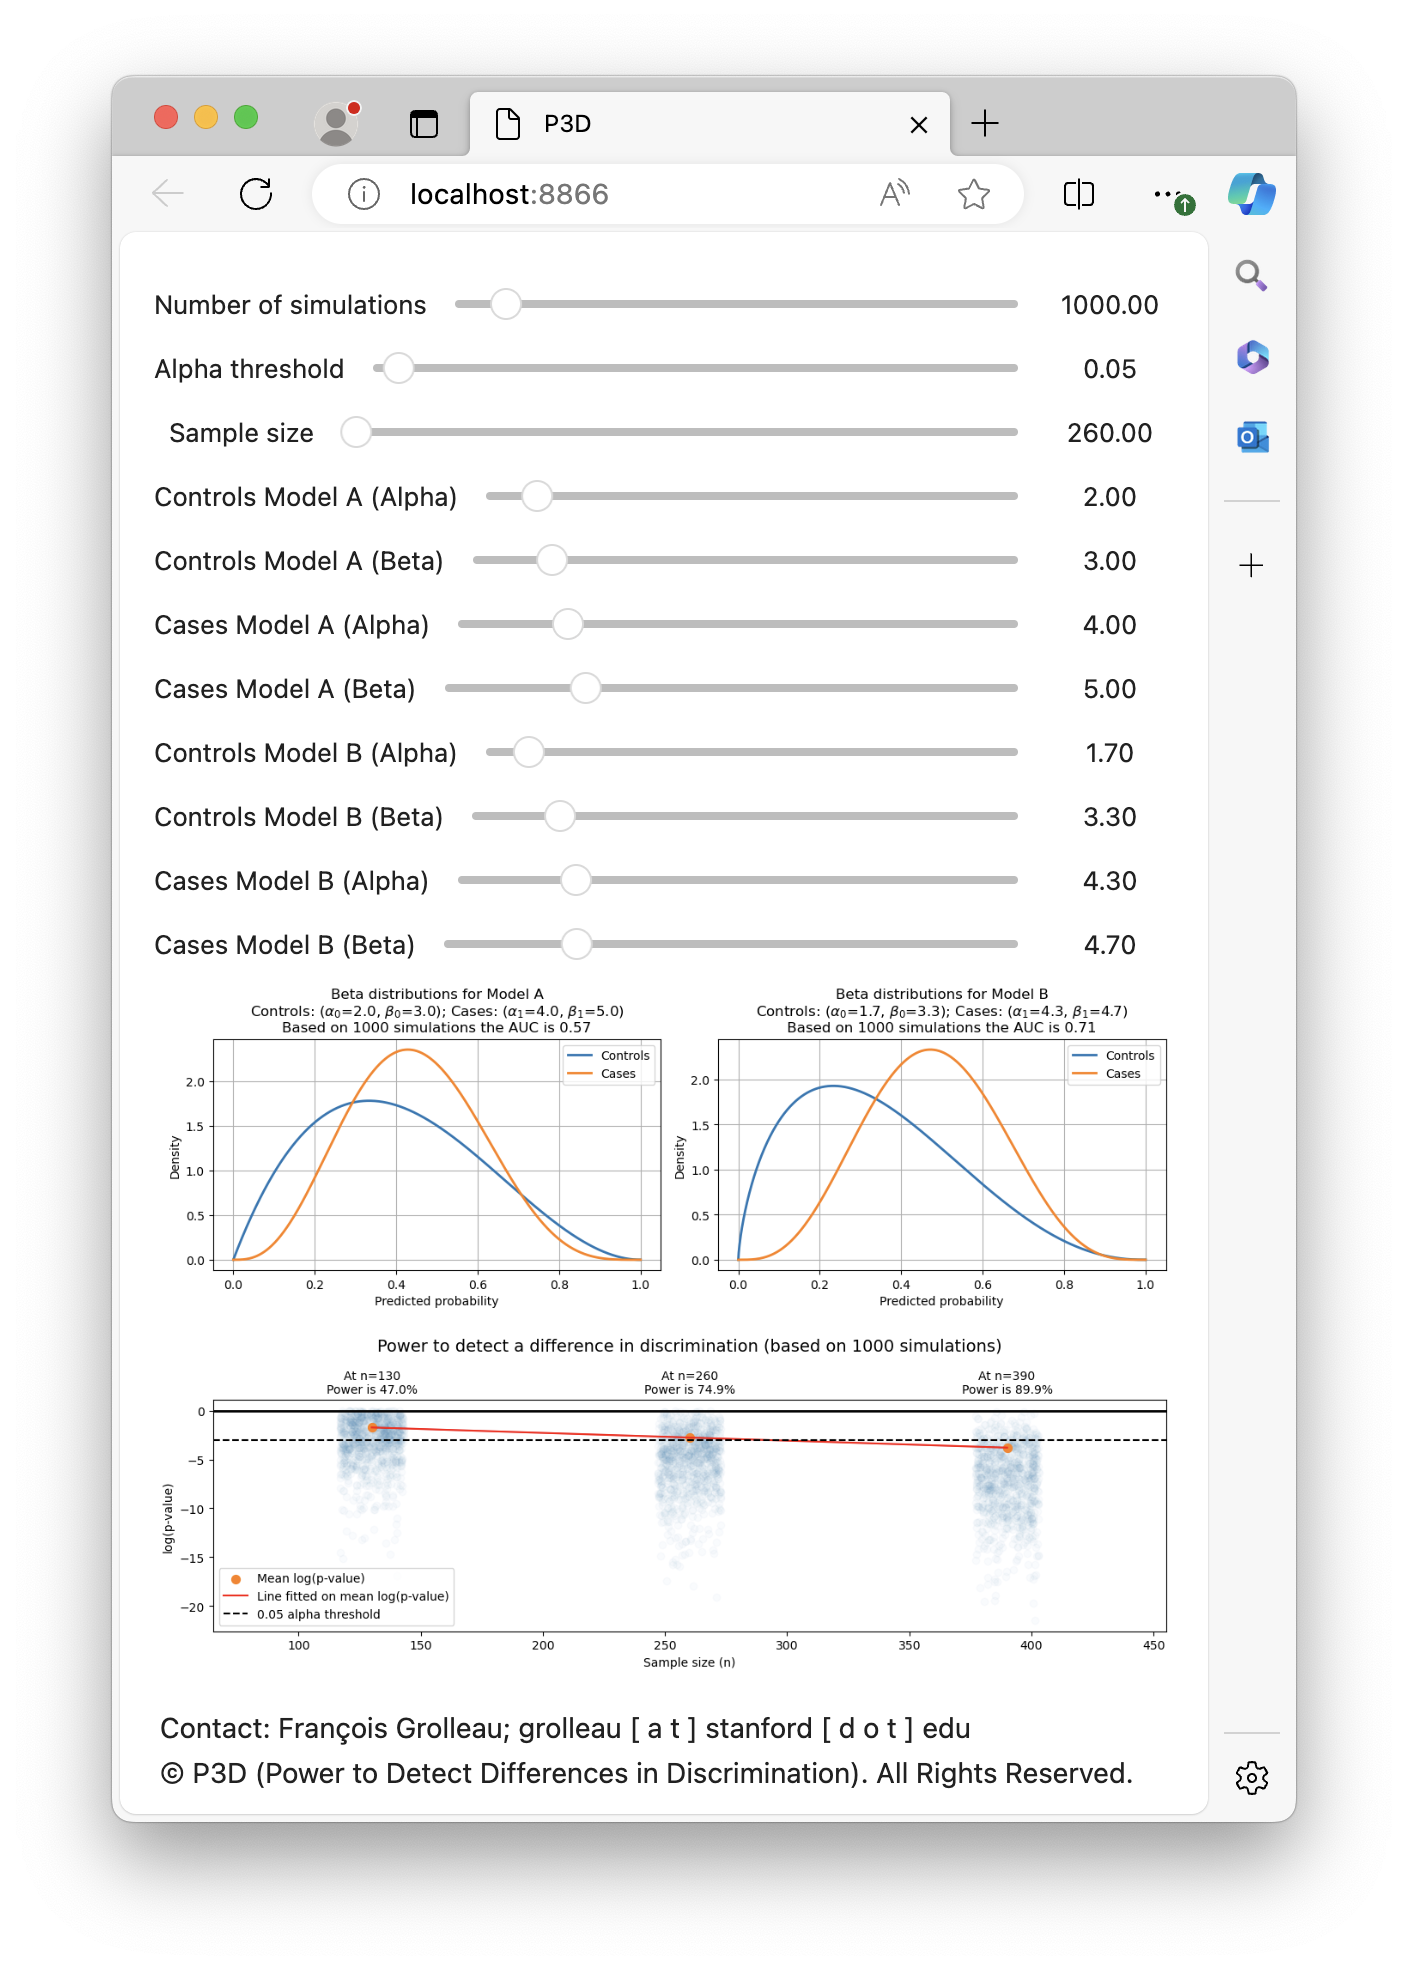 P3D
localhost:8866
Number of simulations 1000.00
Alpha threshold 0.05
Sample size 260.00
Controls Model A (Alpha) 2.00
Controls Model A (Beta) 3.00
Cases Model A (Alpha) 4.00
Cases Model A (Beta) 5.00
Controls Model B (Alpha) 1.70
Controls Model B (Beta) 3.30
Cases Model B (Alpha) 4.30
Cases Model B (Beta) 4.70
Beta distributions for Model A
Controls: (α₀=2.0, β₀=3.0); Cases: (α₁=4.0, β₁=5.0)
Based on 1000 simulations the AUC is 0.57
Controls
Cases
2.0
1.5
1.0
0.5
0.0
Density
0.0 0.2 0.4 0.6 0.8 1.0
Predicted probability
Beta distributions for Model B
Controls: (α₀=1.7, β₀=3.3); Cases: (α₁=4.3, β₁=4.7)
Based on 1000 simulations the AUC is 0.71
Controls
Cases
2.0
1.5
1.0
0.5
0.0
Density
0.0 0.2 0.4 0.6 0.8 1.0
Predicted probability
Power to detect a difference in discrimination (based on 1000 simulations)
At n=130
Power is 47.0%
At n=260
Power is 74.9%
At n=390
Power is 89.9%
0
−5
−10
−15
−20
log(p-value)
Mean log(p-value)
Line fitted on mean log(p-value)
0.05 alpha threshold
100 150 200 250 300 350 400 450
Sample size (n)
Contact: François Grolleau; grolleau [ a t ] stanford [ d o t ] edu
© P3D (Power to Detect Differences in Discrimination). All Rights Reserved.